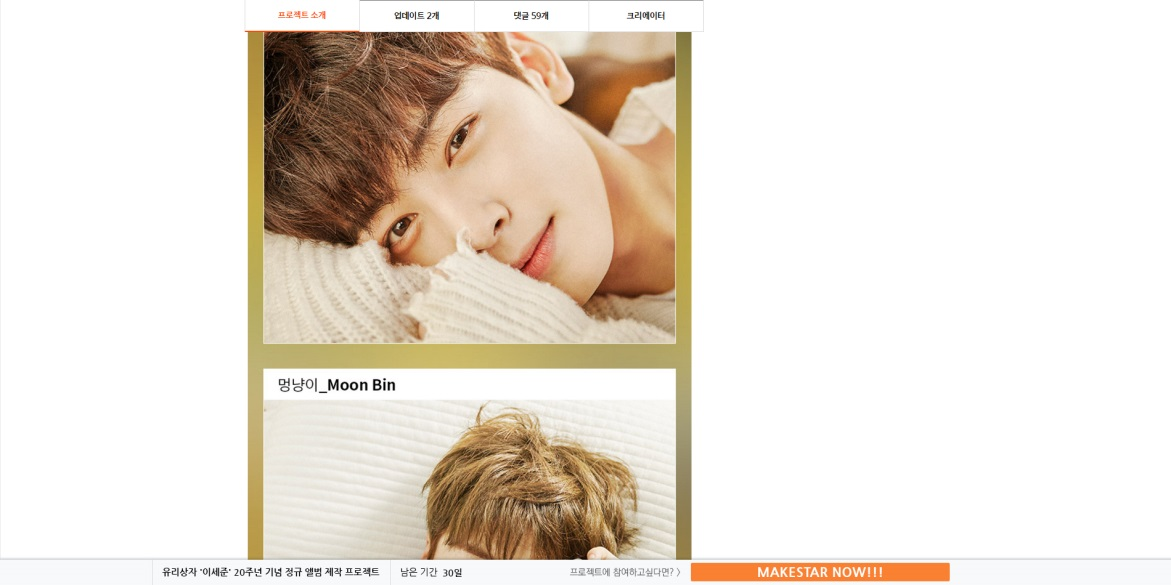 프로젝트 소개
업데이트 2개
댓글 59개
크리에이터
멍냥이_Moon Bin
유리상자 '이세준' 20주년 기념 정규 앨범 제작 프로젝트
남은 기간 30일
프로젝트에 참여하고싶다면? 〉
MAKESTAR NOW!!!